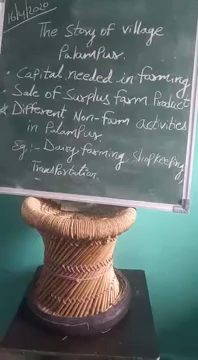 16/4/2020
The Story of village
Palampur
• Capital needed in farming
• Sale of Surplus farm Product
* Different Non-farm activities
in Palampur.
Eg:- Dairy farming, Shopkeeping,
Transportation